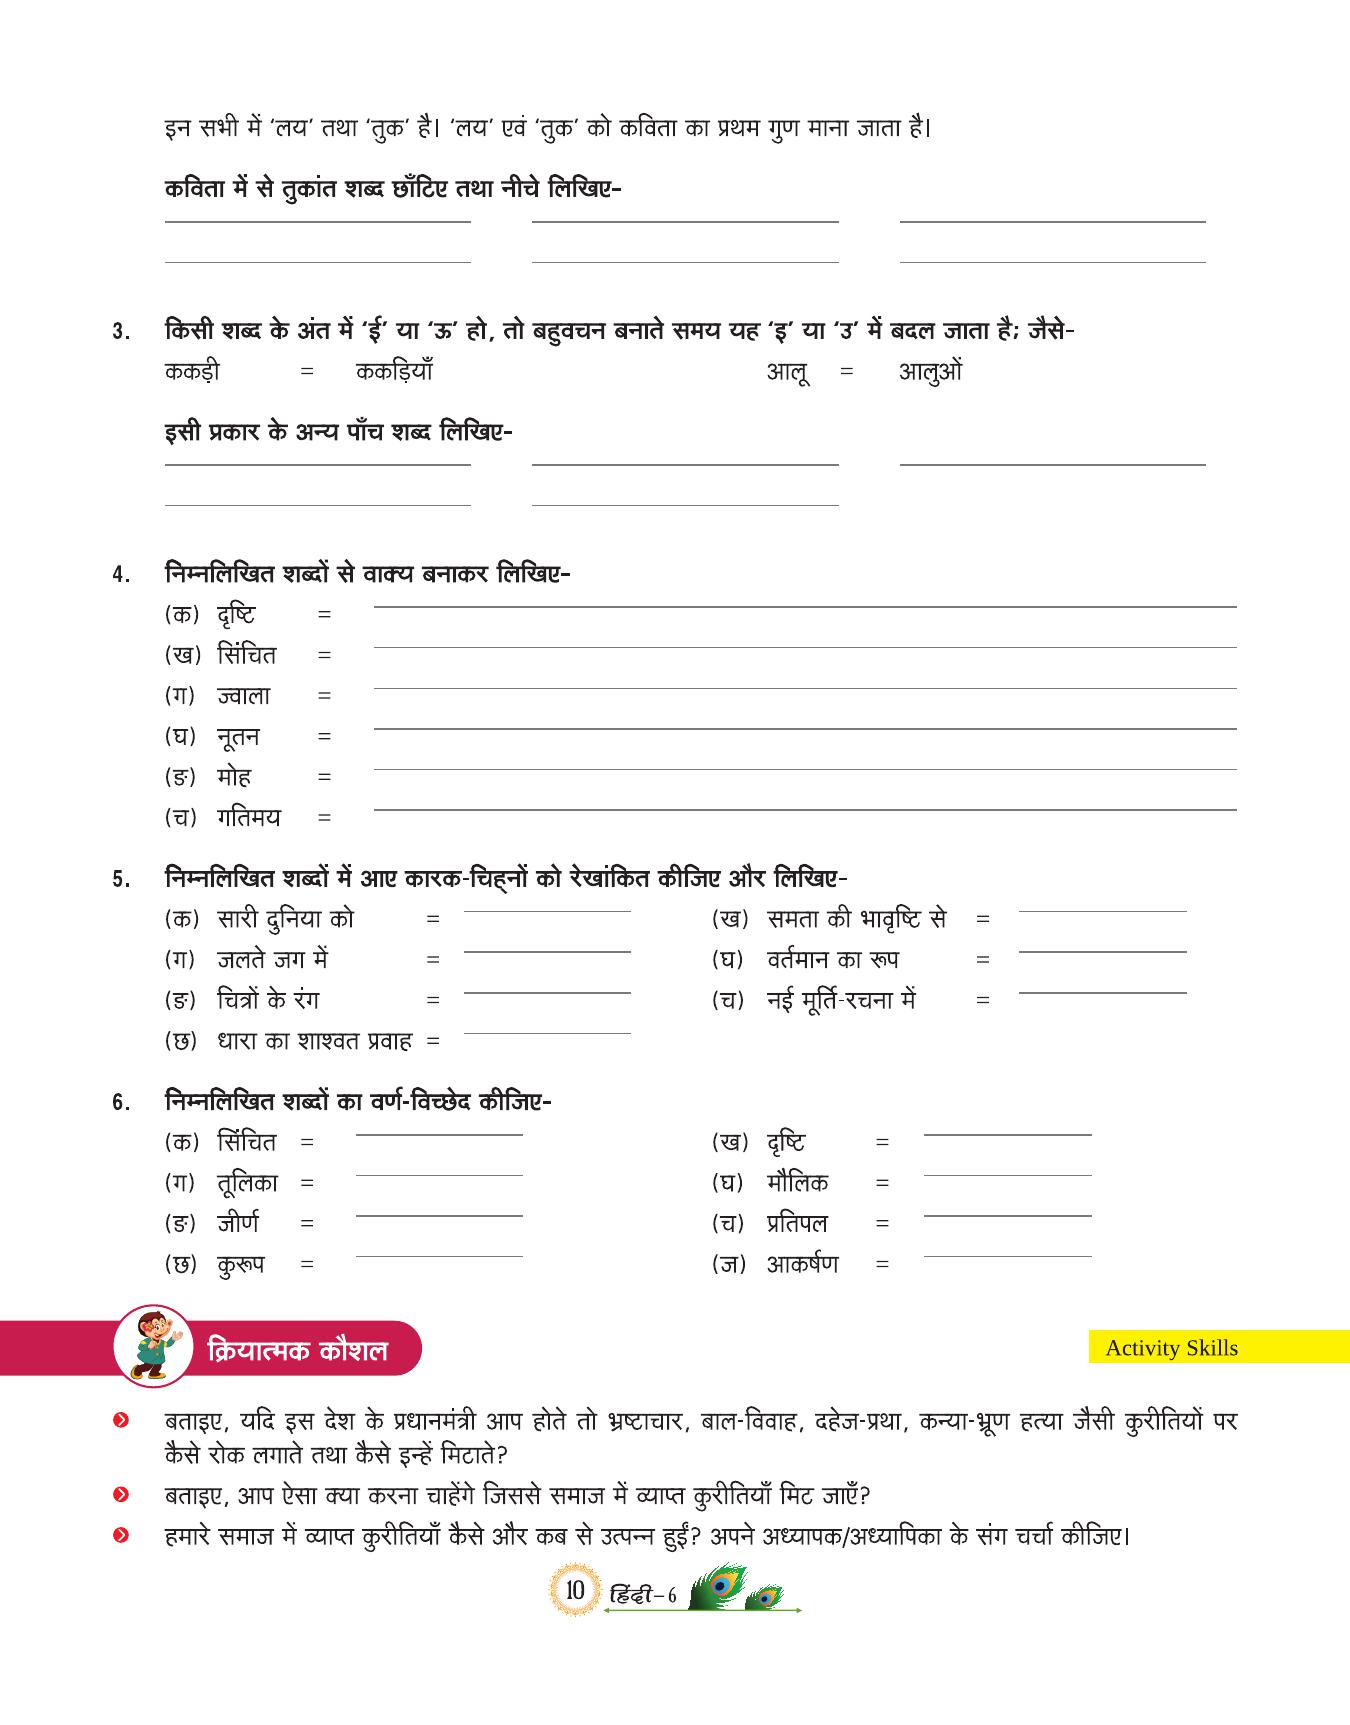 इन सभी में ‘लय’ तथा ‘तुक’ है। ‘लय’ एवं ‘तुक’ को कविता का प्रथम गुण माना जाता है।
कविता में से तुकांत शब्द छाँटिए तथा नीचे लिखिए-
3. किसी शब्द के अंत में ‘ई’ या ‘ऊ’ हो, तो बहुवचन बनाते समय यह ‘इ’ या ‘उ’ में बदल जाता है; जैसे-
ककड़ी = ककड़ियाँ आलू = आलुओं
इसी प्रकार के अन्य पाँच शब्द लिखिए-
4. निम्नलिखित शब्दों से वाक्य बनाकर लिखिए-
(क) दृष्टि =
(ख) सिंचित =
(ग) ज्वाला =
(घ) नूतन =
(ङ) मोह =
(च) गतिमय =
5. निम्नलिखित शब्दों में आए कारक-चिह्नों को रेखांकित कीजिए और लिखिए-
(क) सारी दुनिया को = (ख) समता की भावृष्टि से =
(ग) जलते जग में = (घ) वर्तमान का रूप =
(ङ) चित्रों के रंग = (च) नई मूर्ति-रचना में =
(छ) धारा का शाश्वत प्रवाह =
6. निम्नलिखित शब्दों का वर्ण-विच्छेद कीजिए-
(क) सिंचित = (ख) दृष्टि =
(ग) तूलिका = (घ) मौलिक =
(ङ) जीर्ण = (च) प्रतिपल =
(छ) कुरूप = (ज) आकर्षण =
क्रियात्मक कौशल Activity Skills
बताइए, यदि इस देश के प्रधानमंत्री आप होते तो भ्रष्टाचार, बाल-विवाह, दहेज-प्रथा, कन्या-भ्रूण हत्या जैसी कुरीतियों पर
कैसे रोक लगाते तथा कैसे इन्हें मिटाते?
बताइए, आप ऐसा क्या करना चाहेंगे जिससे समाज में व्याप्त कुरीतियाँ मिट जाएँ?
हमारे समाज में व्याप्त कुरीतियाँ कैसे और कब से उत्पन्न हुईं? अपने अध्यापक/अध्यापिका के संग चर्चा कीजिए।
10 हिंदी–6